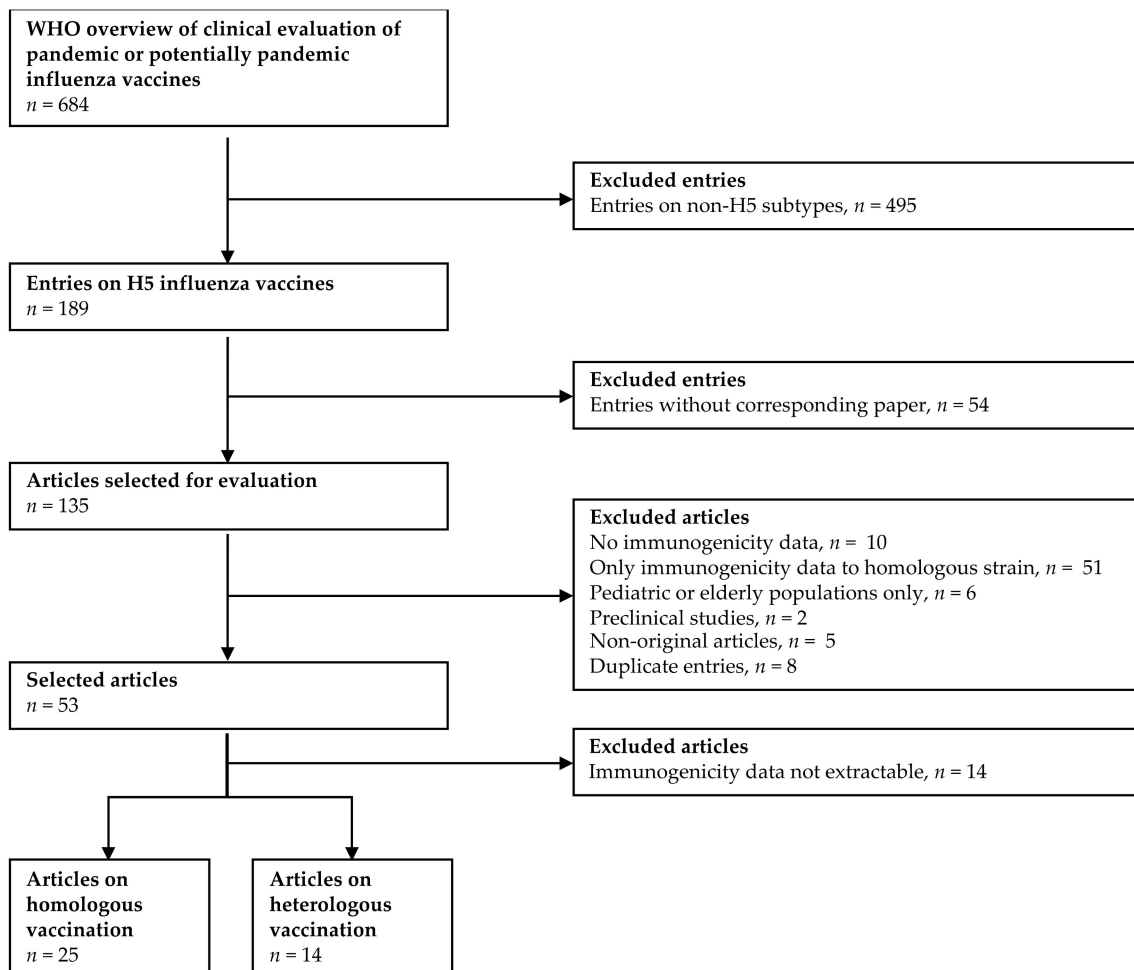 WHO overview of clinical evaluation of
pandemic or potentially pandemic
influenza vaccines
n = 684
Excluded entries
Entries on non-H5 subtypes, n = 495
Entries on H5 influenza vaccines
n = 189
Excluded entries
Entries without corresponding paper, n = 54
Articles selected for evaluation
n = 135
Excluded articles
No immunogenicity data, n =  10
Only immunogenicity data to homologous strain, n =  51
Pediatric or elderly populations only, n = 6
Preclinical studies, n = 2
Non-original articles, n =  5
Duplicate entries, n = 8
Selected articles
n = 53
Excluded articles
Immunogenicity data not extractable, n = 14
Articles on
homologous
vaccination
n = 25
Articles on
heterologous
vaccination
n = 14